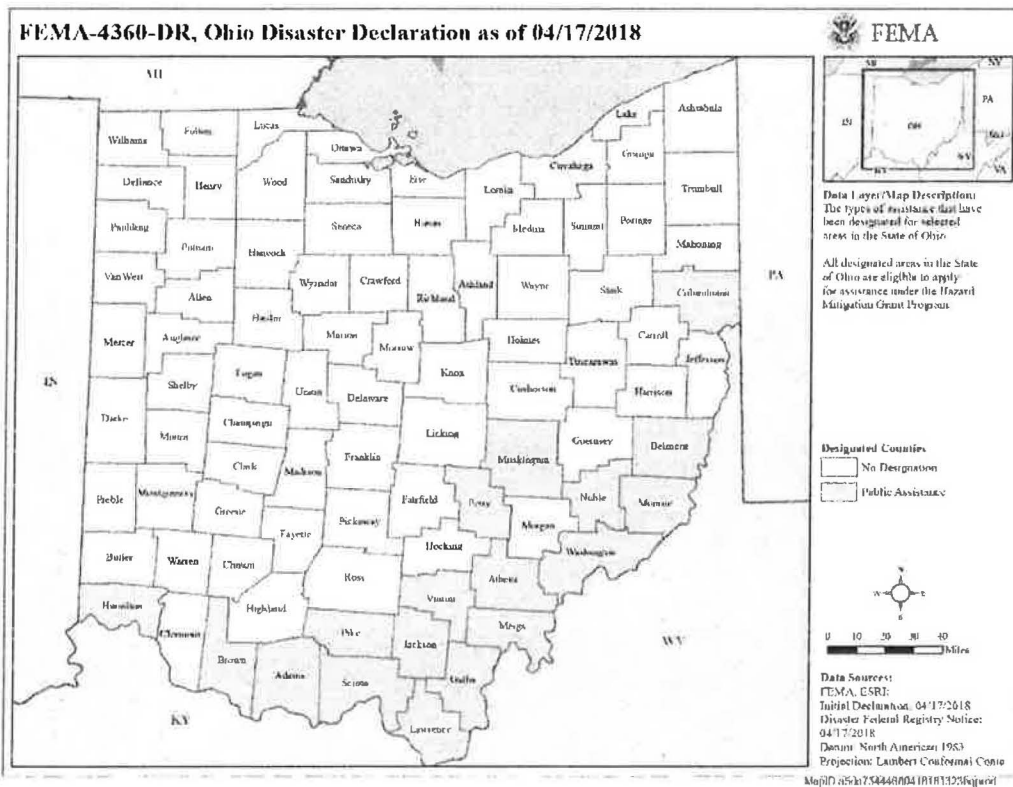 FEMA-4360-DR, Ohio Disaster Declaration as of 04/17/2018
FEMA
MI
NY
PA
IN
OH
WV
KY
VA
MI
Williams
Fulton
Lucas
Ottawa
Lake
Ashtabula
Geauga
Cuyahoga
Defiance
Henry
Wood
Sandusky
Erie
Lorain
Trumbull
Medina
Summit
Portage
Paulding
Putnam
Hancock
Seneca
Huron
Mahoning
PA
Van Wert
Allen
Wyandot
Crawford
Richland
Ashland
Wayne
Stark
Columbiana
Hardin
Mercer
Auglaize
Marion
Morrow
Holmes
Tuscarawas
Carroll
Jefferson
IN
Shelby
Logan
Union
Delaware
Knox
Coshocton
Harrison
Darke
Miami
Champaign
Licking
Muskingum
Guernsey
Belmont
Clark
Madison
Franklin
Preble
Montgomery
Greene
Fairfield
Perry
Noble
Monroe
Fayette
Pickaway
Morgan
Butler
Warren
Clinton
Hocking
Washington
Ross
Athens
Hamilton
Highland
Vinton
Clermont
Pike
Meigs
Jackson
Brown
Adams
Scioto
Gallia
Lawrence
WV
KY
Data Layer/Map Description:
The types of assistance that have
been designated for selected
areas in the State of Ohio.
All designated areas in the State
of Ohio are eligible to apply
for assistance under the Hazard
Mitigation Grant Program
Designated Counties
No Designation
Public Assistance
N
W E
S
0 10 20 30 40
Miles
Data Sources:
FEMA, ESRI;
Initial Declaration: 04/17/2018
Disaster Federal Registry Notice:
04/17/2018
Datum: North American 1983
Projection: Lambert Conformal Conic
MapID